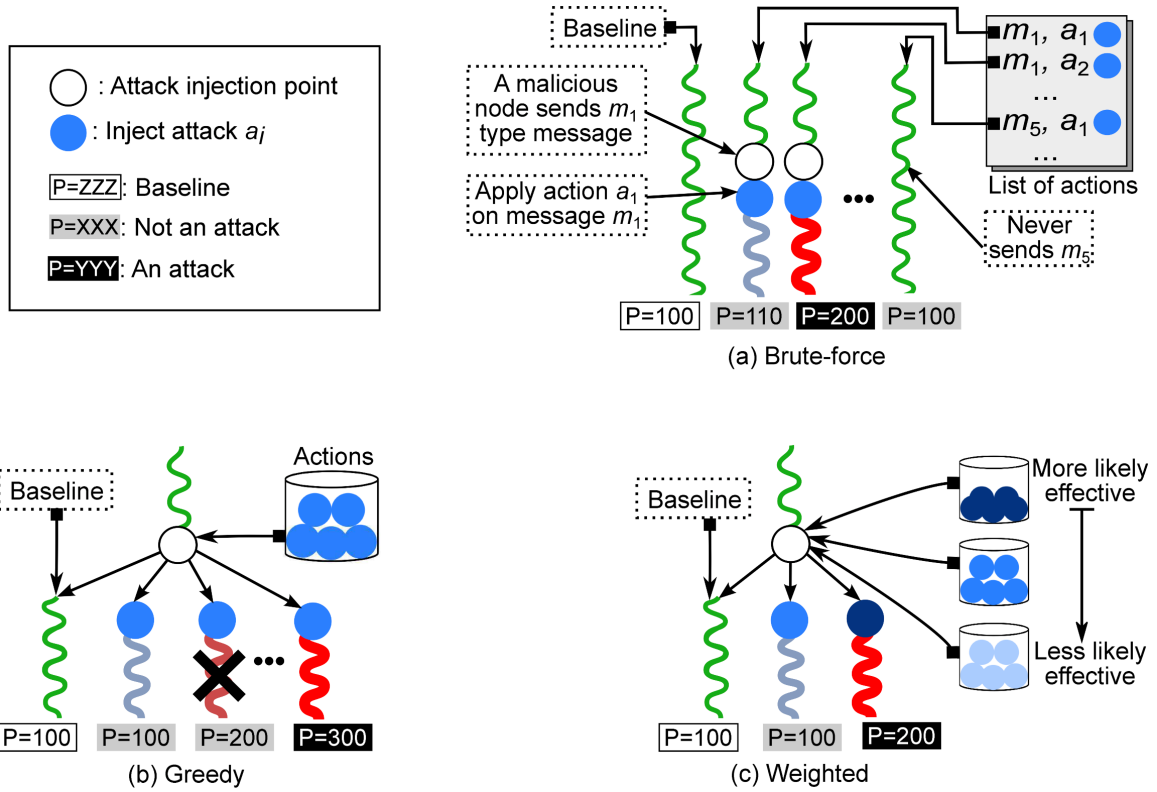 : Attack injection point
: Inject attack ai
P=ZZZ: Baseline
P=XXX: Not an attack
P=YYY: An attack
Baseline
A malicious
node sends m1
type message
Apply action a1
on message m1
m1, a1
m1, a2
...
m5, a1
...
List of actions
Never
sends m5
P=100
P=110
P=200
P=100
(a) Brute-force
Baseline
Actions
P=100
P=100
P=200
P=300
(b) Greedy
Baseline
More likely
effective
Less likely
effective
P=100
P=100
P=200
(c) Weighted